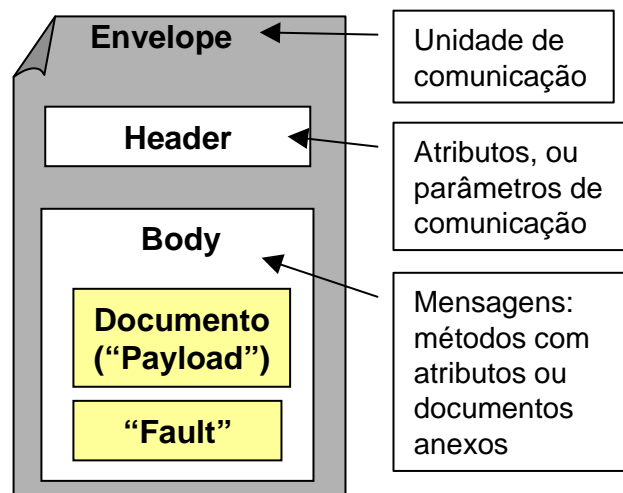 Envelope
Unidade de
comunicação
Header
Atributos, ou
parâmetros de
comunicação
Body
Mensagens:
métodos com
atributos ou
documentos
anexos
Documento
(“Payload”)
“Fault”